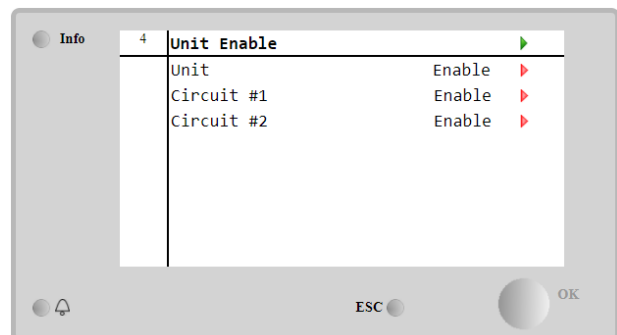 Info
4 Unit Enable
Unit Enable
Circuit #1 Enable
Circuit #2 Enable
ESC
OK